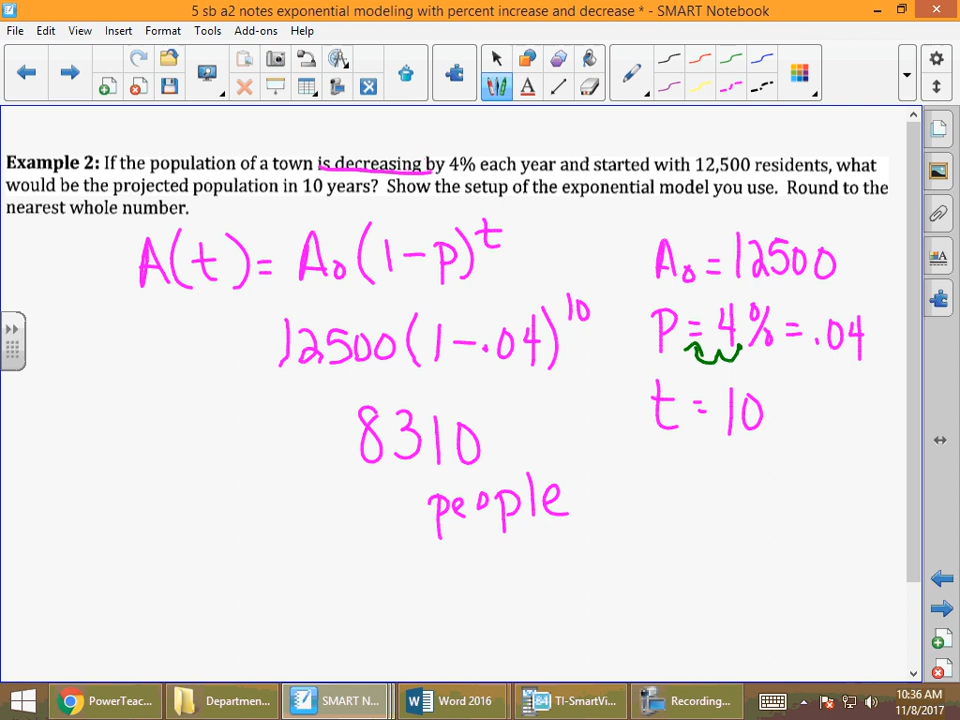 5 sb a2 notes exponential modeling with percent increase and decrease * - SMART Notebook
File Edit View Insert Format Tools Add-ons Help
Example 2: If the population of a town is decreasing by 4% each year and started with 12,500 residents, what
would be the projected population in 10 years? Show the setup of the exponential model you use. Round to the
nearest whole number.
A(t) = A₀(1-p)^t
A₀ = 12500
12500(1-.04)^10
P = 4% = .04
8310
t = 10
people
PowerTeac... Departmen... SMART N... Word 2016 TI-SmartVi... Recording...
10:36 AM
11/8/2017